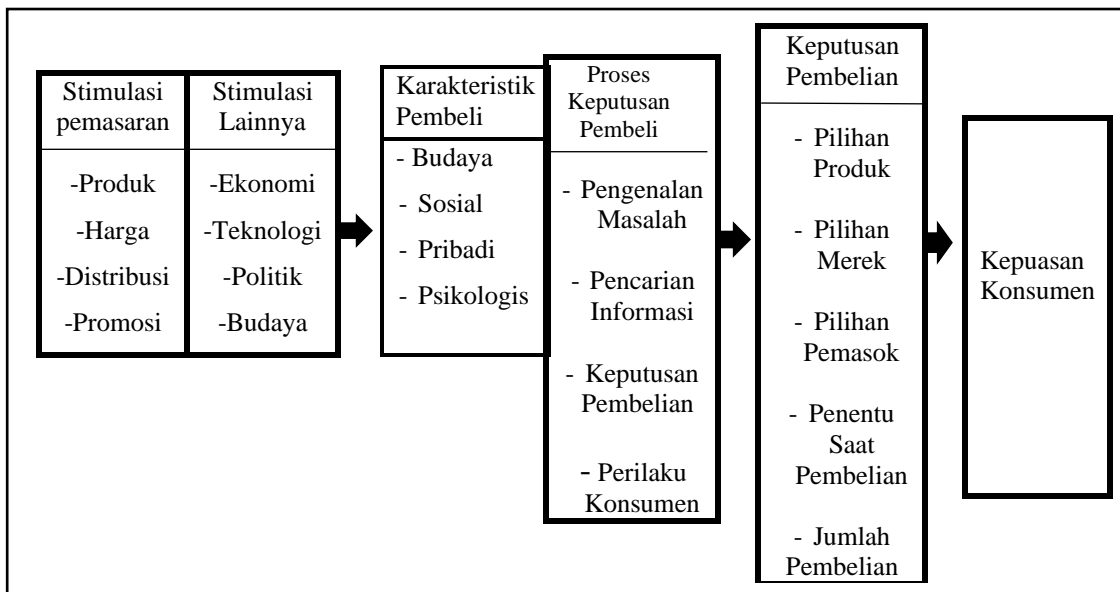 Stimulasi
pemasaran
-Produk
-Harga
-Distribusi
-Promosi
Stimulasi
Lainnya
-Ekonomi
-Teknologi
-Politik
-Budaya
Karakteristik
Pembeli
- Budaya
- Sosial
- Pribadi
- Psikologis
Proses
Keputusan
Pembeli
- Pengenalan
Masalah
- Pencarian
Informasi
- Keputusan
Pembelian
- Perilaku
Konsumen
Keputusan
Pembelian
- Pilihan
Produk
- Pilihan
Merek
- Pilihan
Pemasok
- Penentu
Saat
Pembelian
- Jumlah
Pembelian
Kepuasan
Konsumen